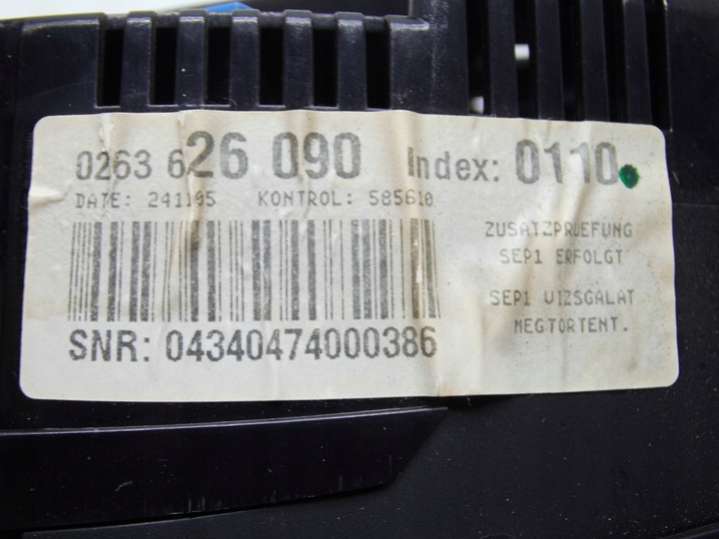 0263 626 090 Index: 0110
DATE: 241105 KONTROL: 585610
ZUSATZPRUEFUNG
SEP1 ERFOLGT
SEP1 VIZSGALAT
MEGTORTENT.
SNR: 04340474000386